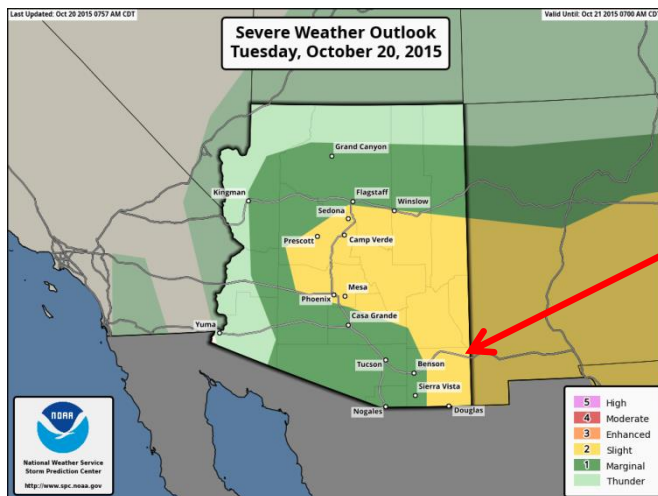 Last Updated: Oct 20 2015 0757 AM CDT
Valid Until: Oct 21 2015 0700 AM CDT
Severe Weather Outlook
Tuesday, October 20, 2015
Grand Canyon
Kingman
Flagstaff
Winslow
Sedona
Prescott
Camp Verde
Phoenix
Mesa
Casa Grande
Yuma
Tucson
Benson
Sierra Vista
Nogales
Douglas
NOAA
National Weather Service
Storm Prediction Center
http://www.spc.noaa.gov
5 High
4 Moderate
3 Enhanced
2 Slight
1 Marginal
Thunder